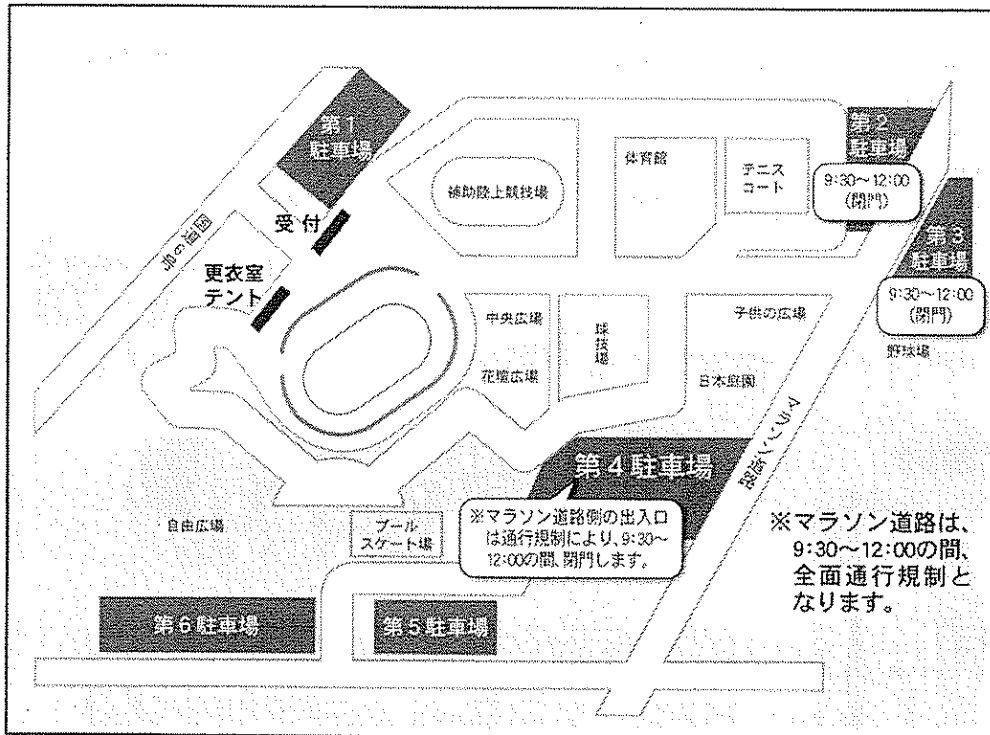 第1
駐車場
第2
駐車場
9:30〜12:00
(閉門)
体育館
テニス
コート
補助陸上競技場
受付
国道6号
第3
駐車場
9:30〜12:00
(閉門)
更衣室
テント
中央広場
球技場
子供の広場
野球場
花壇広場
日本庭園
マラソン道路
第4駐車場
※マラソン道路側の出入口
は通行規制により、9:30〜
12:00の間、閉門します。
自由広場
プール
スケート場
※マラソン道路は、
9:30〜12:00の間、
全面通行規制と
なります。
第6駐車場
第5駐車場